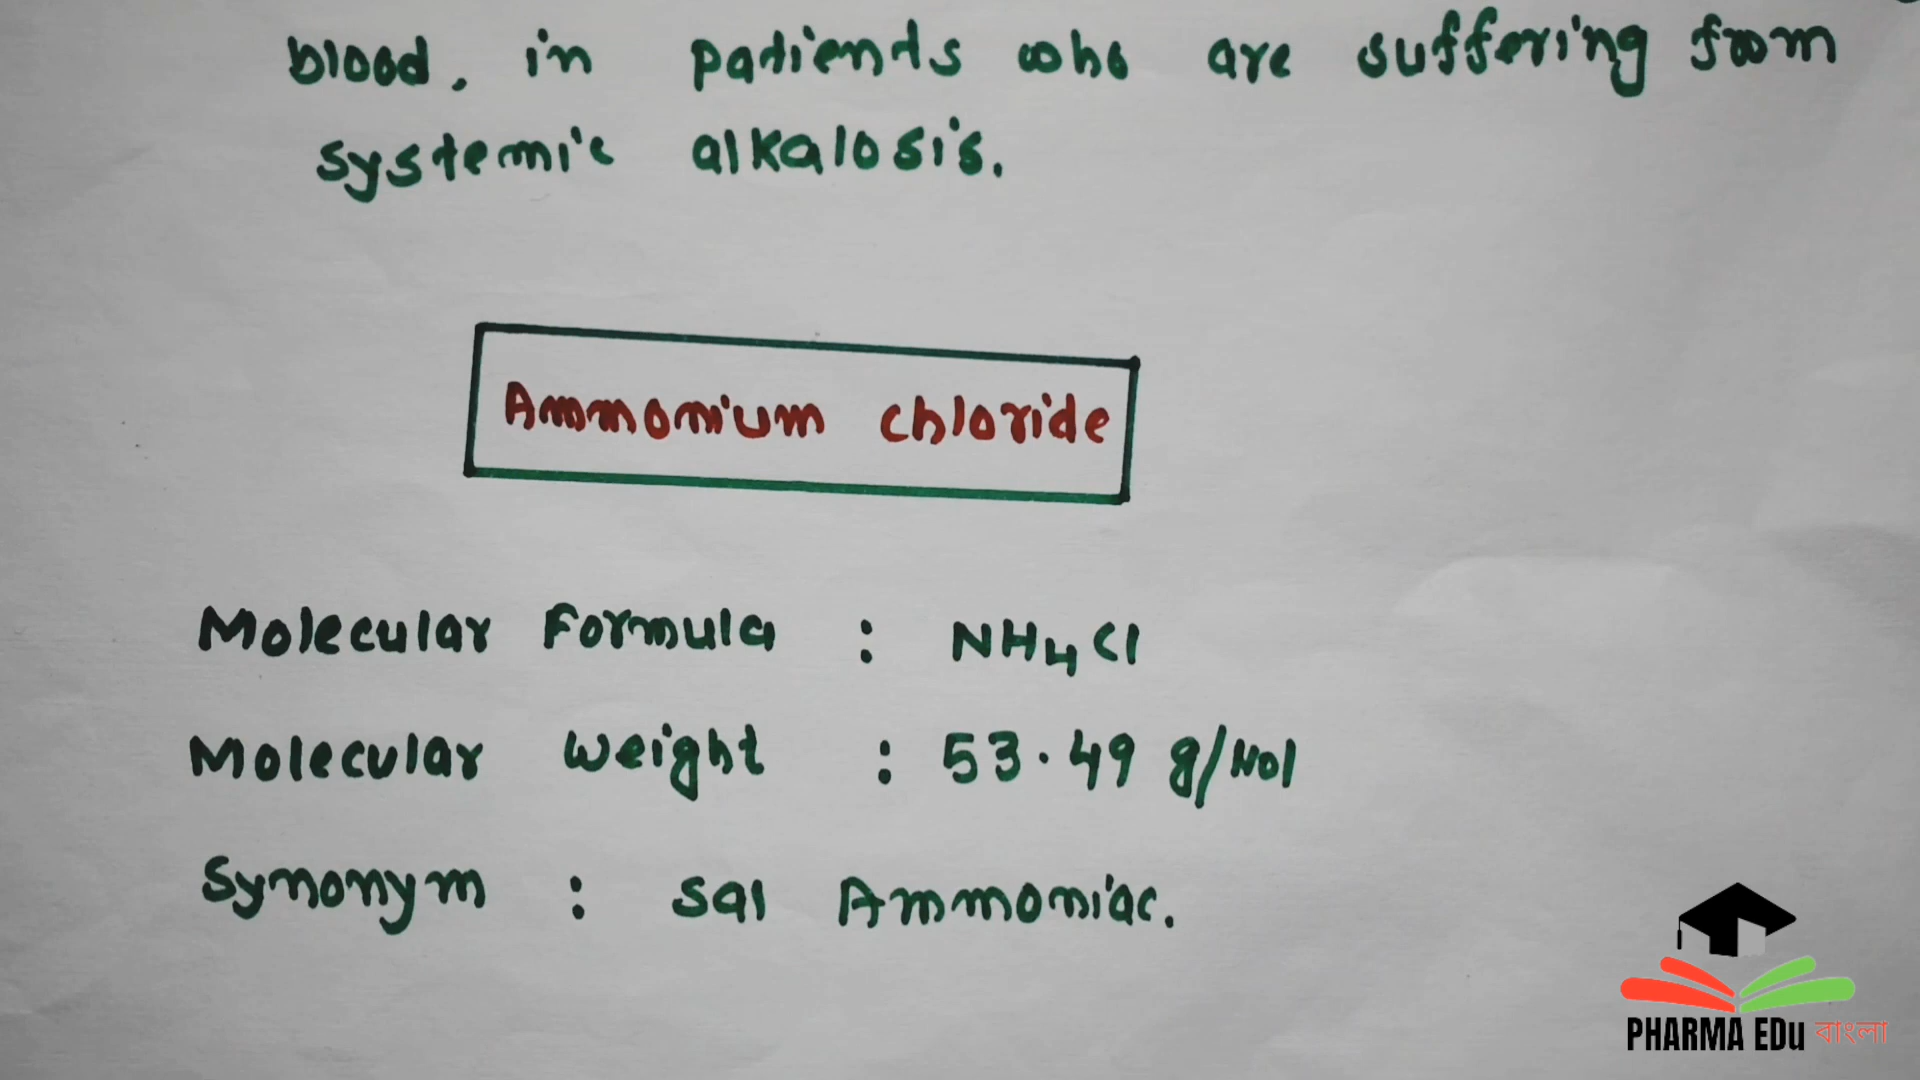 blood, in patients who are suffering from
systemic alkalosis.
Ammonium chloride
Molecular Formula : NH4Cl
Molecular weight : 53.49 g/Mol
Synonym : Sal Ammoniac.
PHARMA EDu বাংলা